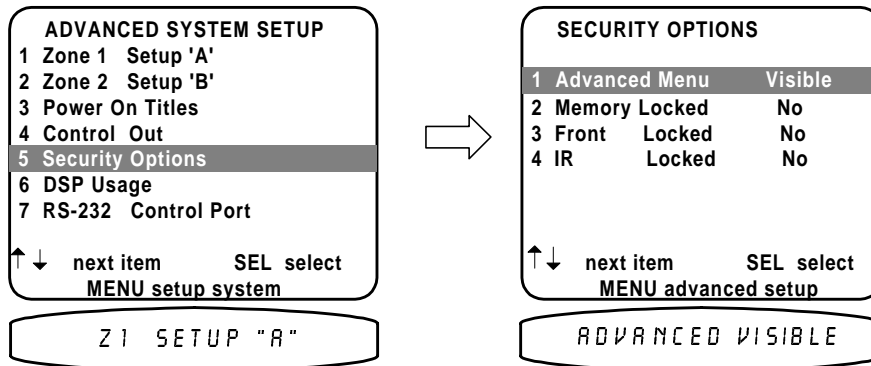 ADVANCED SYSTEM SETUP
1 Zone 1 Setup 'A'
2 Zone 2 Setup 'B'
3 Power On Titles
4 Control Out
5 Security Options
6 DSP Usage
7 RS-232 Control Port
↑↓ next item SEL select
MENU setup system
Z1 SETUP "A"
SECURITY OPTIONS
1 Advanced Menu Visible
2 Memory Locked No
3 Front Locked No
4 IR Locked No
↑↓ next item SEL select
MENU advanced setup
ADVANCED VISIBLE